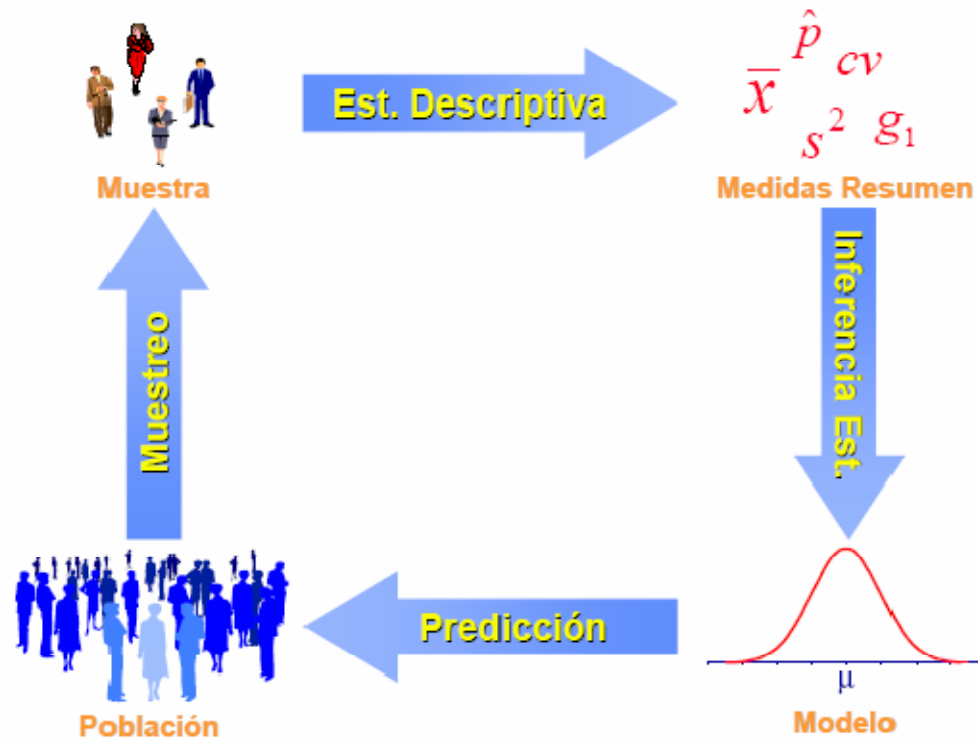 p̂
x̄ cv
s² g₁
Est. Descriptiva
Muestra
Medidas Resumen
Muestreo
Inferencia Est.
Predicción
μ
Población
Modelo